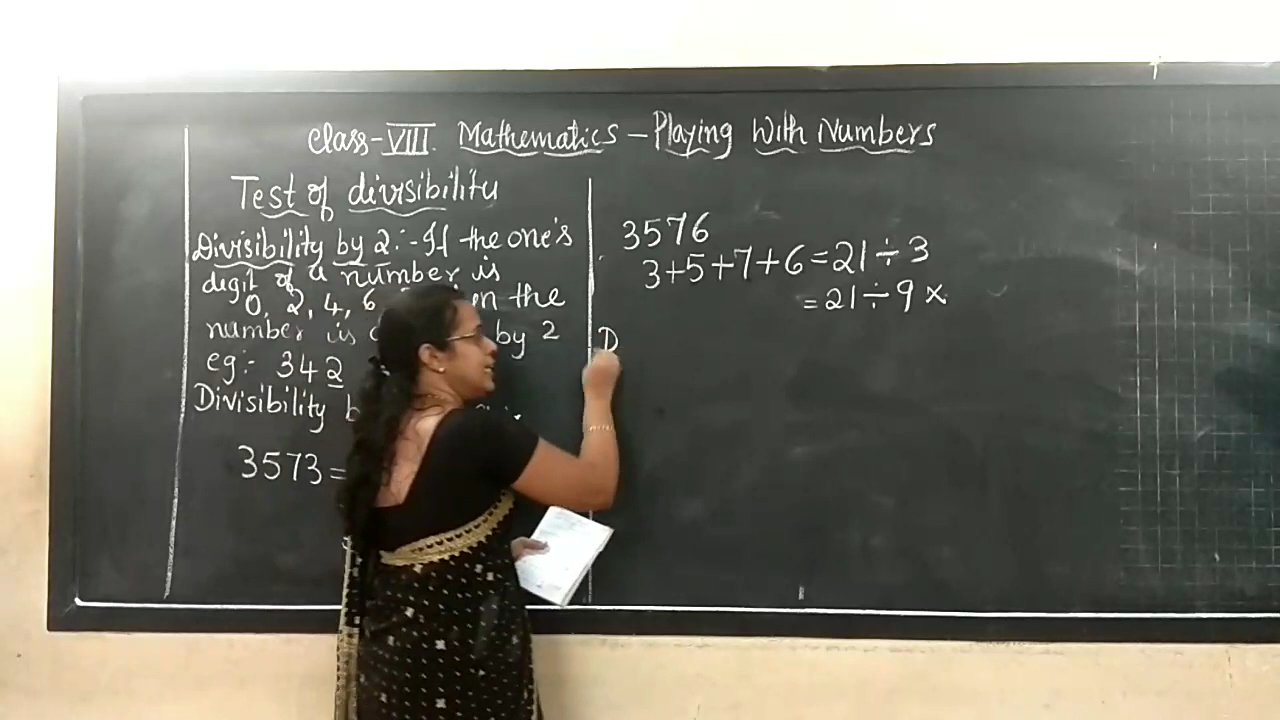 Class-VIII. Mathematics - Playing With Numbers
Test of divisibility
Divisibility by 2:- If the one's
digit of a number is
0, 2, 4, 6 the
number is by 2
eg:- 342
Divisibility
3573=
3576
3+5+7+6=21÷3
=21÷9 ×
D